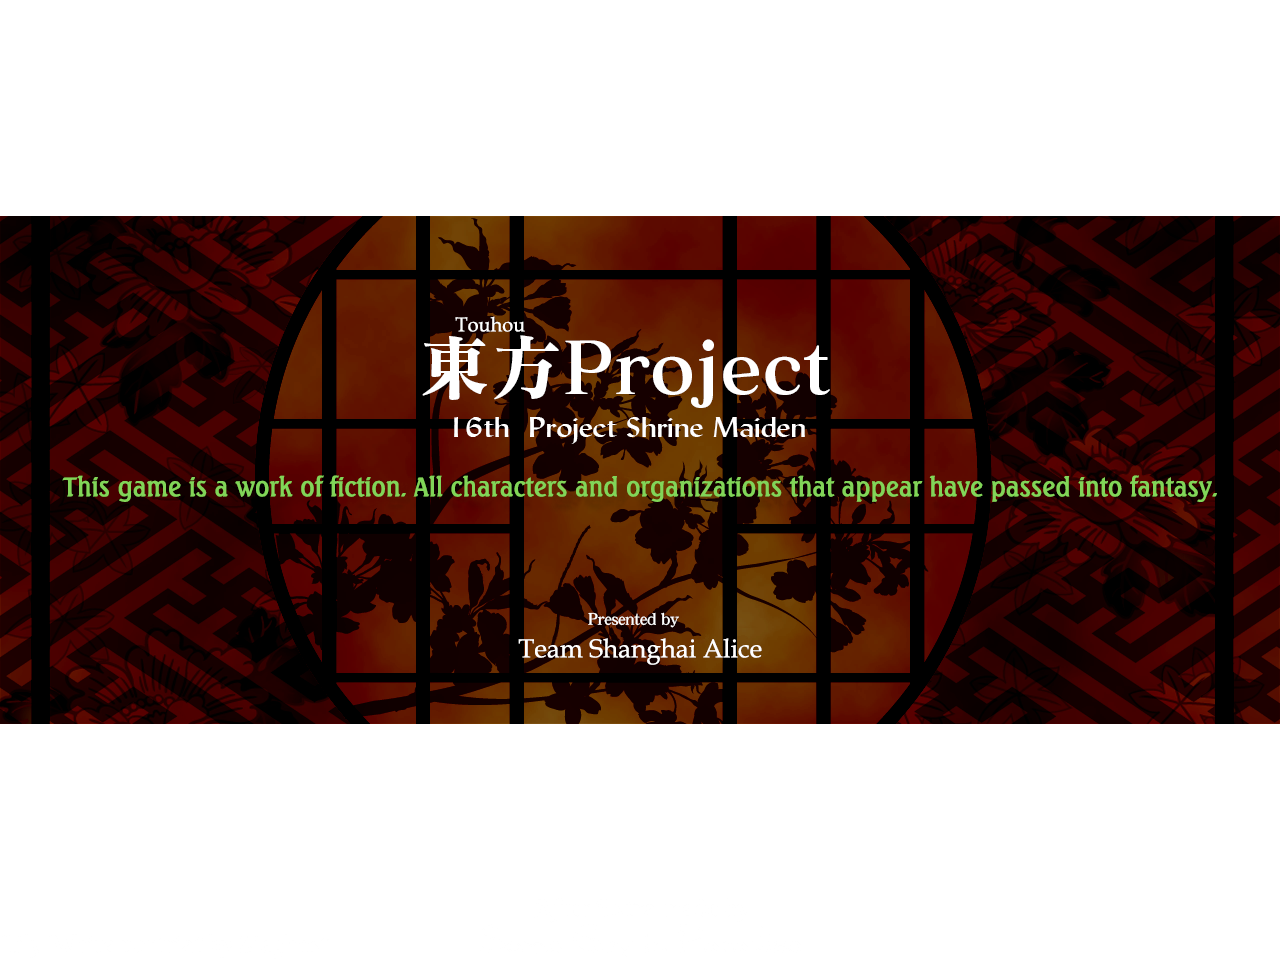 Touhou
東方Project
16th Project Shrine Maiden
This game is a work of fiction. All characters and organizations that appear have passed into fantasy.
Presented by
Team Shanghai Alice